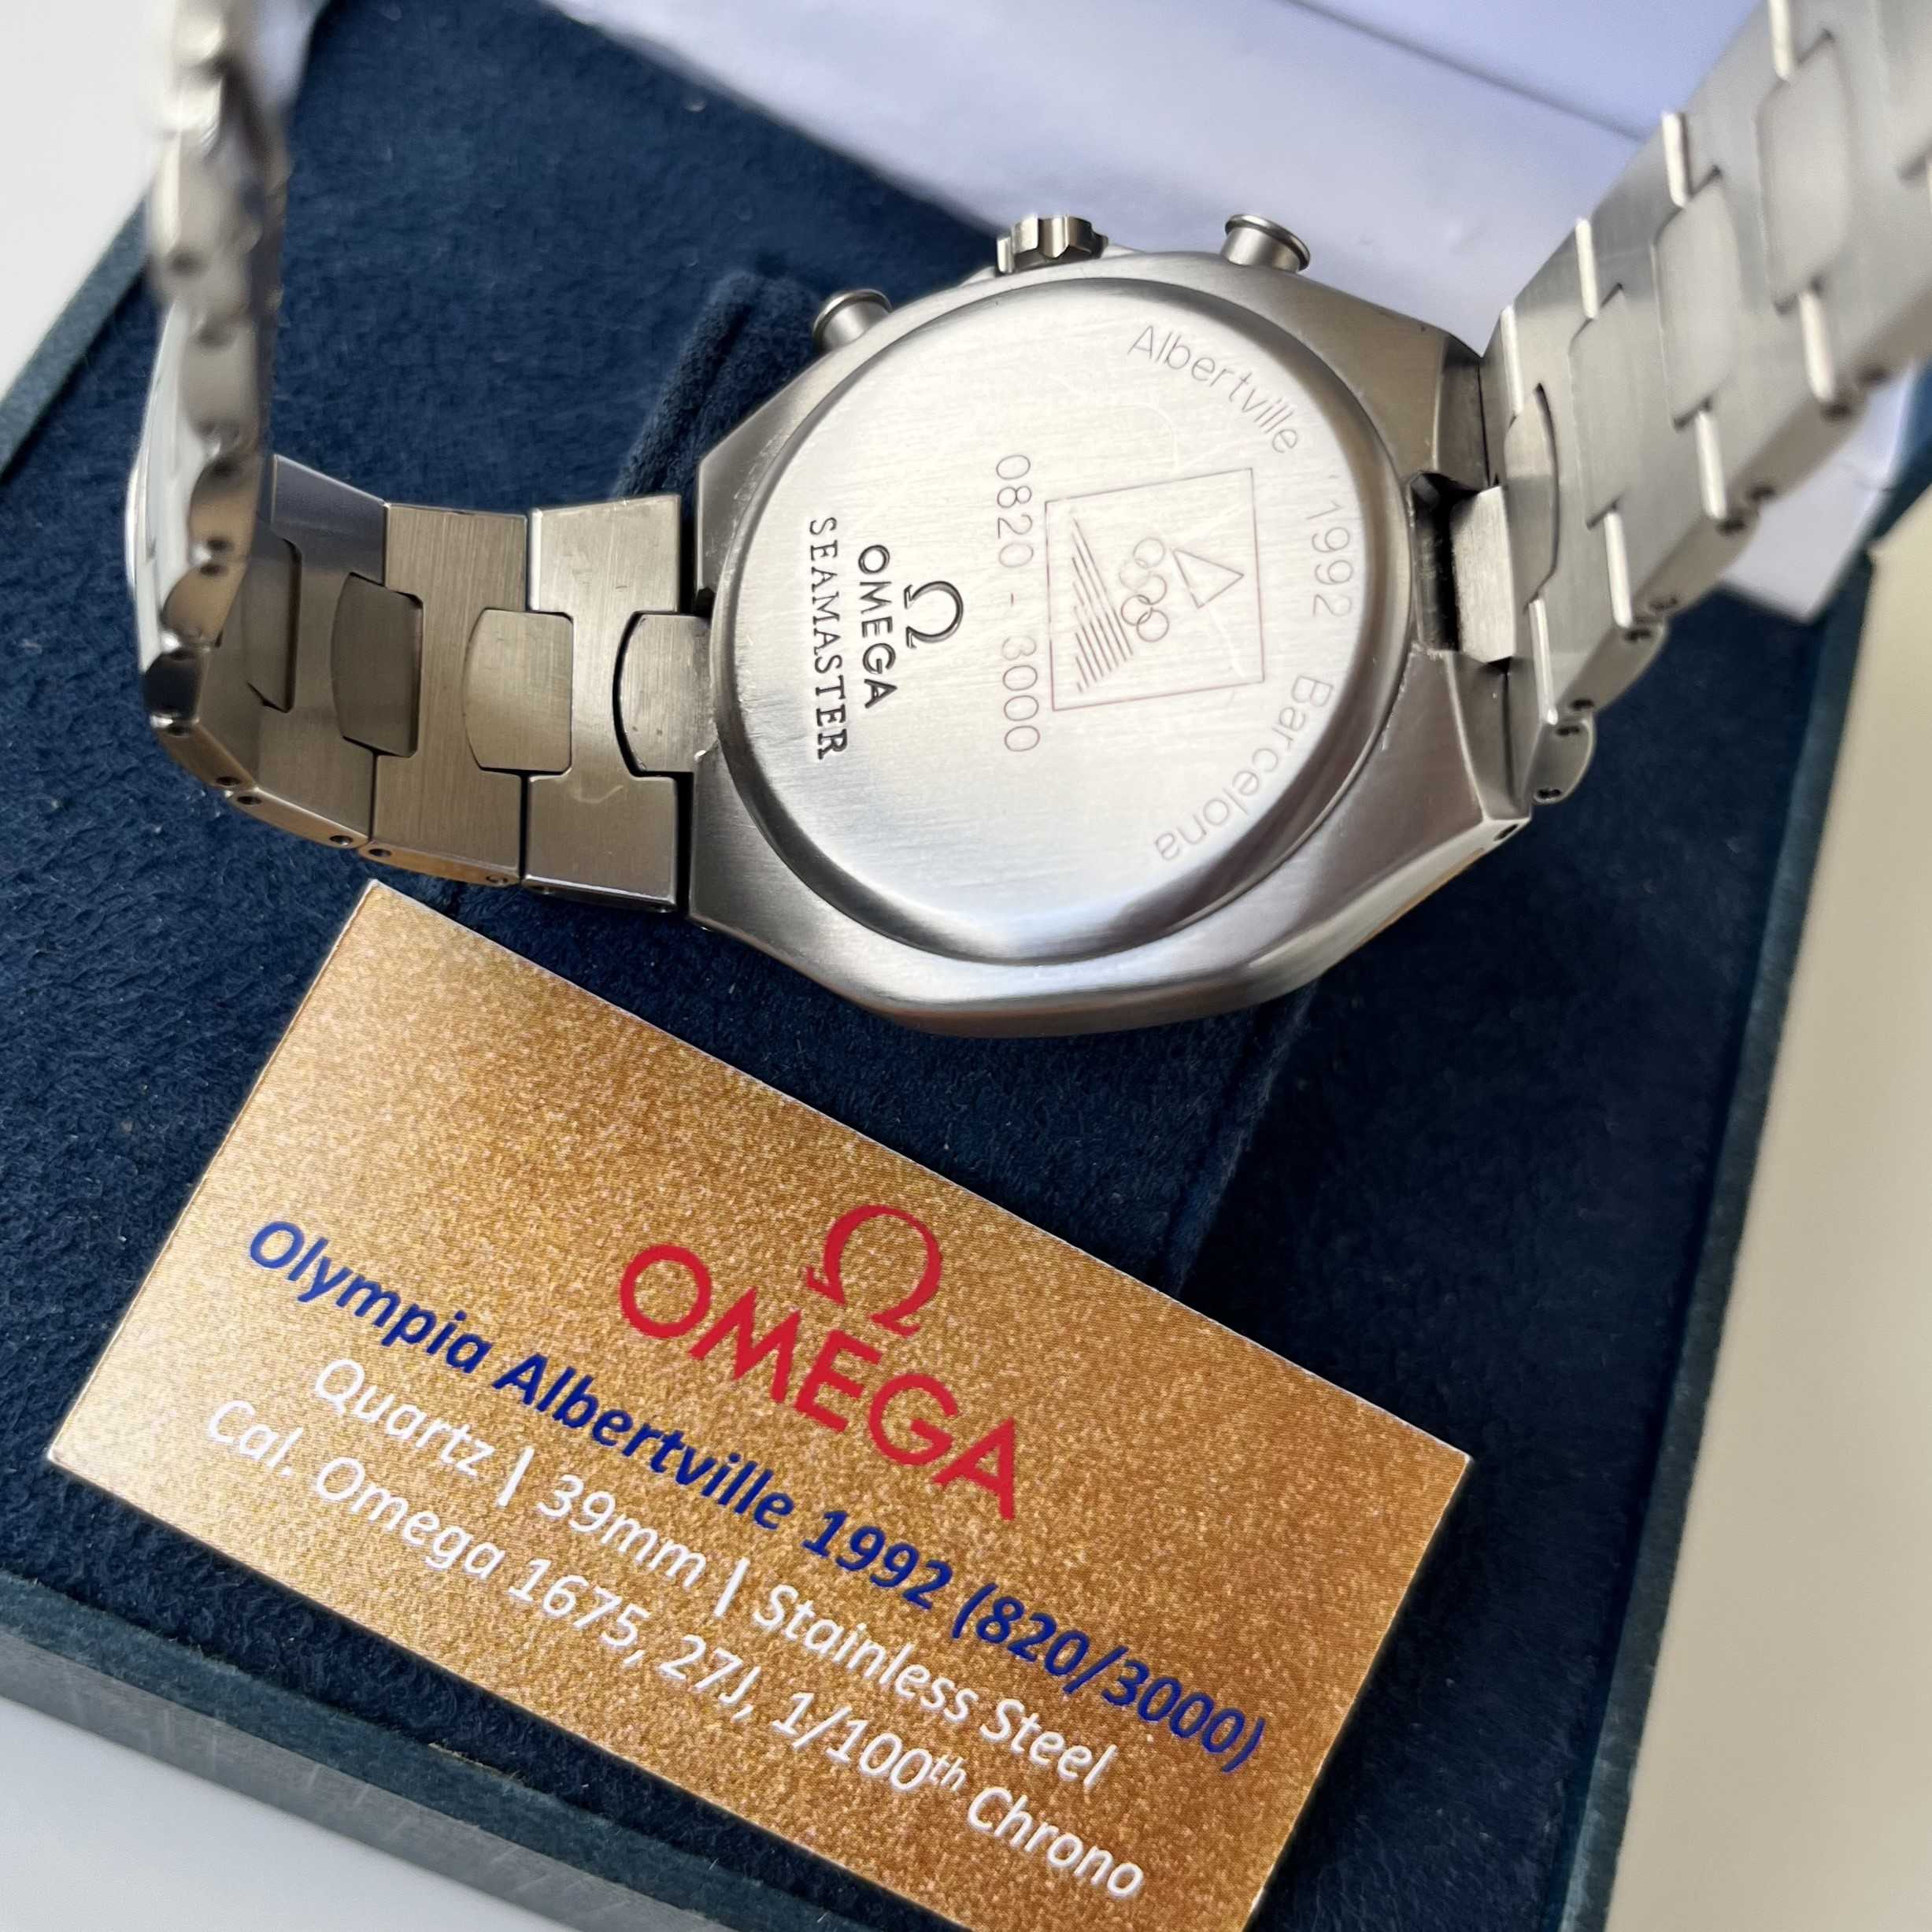 Albertville 1992 Barcelona
0820 - 3000
Ω
OMEGA
SEAMASTER
Ω
OMEGA
Olympia Albertville 1992 (820/3000)
Quartz | 39mm | Stainless Steel
Cal. Omega 1675, 27J, 1/100th Chrono